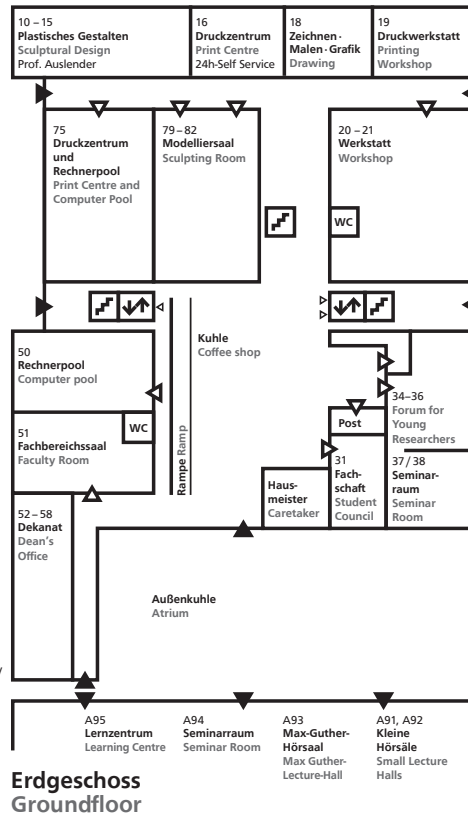 10 – 15
Plastisches Gestalten
Sculptural Design
Prof. Auslender
16
Druckzentrum
Print Centre
24h-Self Service
18
Zeichnen ·
Malen · Grafik
Drawing
19
Druckwerkstatt
Printing
Workshop
75
Druckzentrum
und
Rechnerpool
Print Centre and
Computer Pool
79 – 82
Modelliersaal
Sculpting Room
20 – 21
Werkstatt
Workshop
WC
50
Rechnerpool
Computer pool
Kuhle
Coffee shop
Rampe Ramp
51
Fachbereichssaal
Faculty Room
WC
34–36
Forum for
Young
Researchers
Post
31
Fach-
schaft
Student
Council
37 / 38
Seminar-
raum
Seminar
Room
Haus-
meister
Caretaker
52 – 58
Dekanat
Dean's
Office
Außenkuhle
Atrium
A95
Lernzentrum
Learning Centre
A94
Seminarraum
Seminar Room
A93
Max-Guther-
Hörsaal
Max Guther-
Lecture-Hall
A91, A92
Kleine
Hörsäle
Small Lecture
Halls
Erdgeschoss
Groundfloor